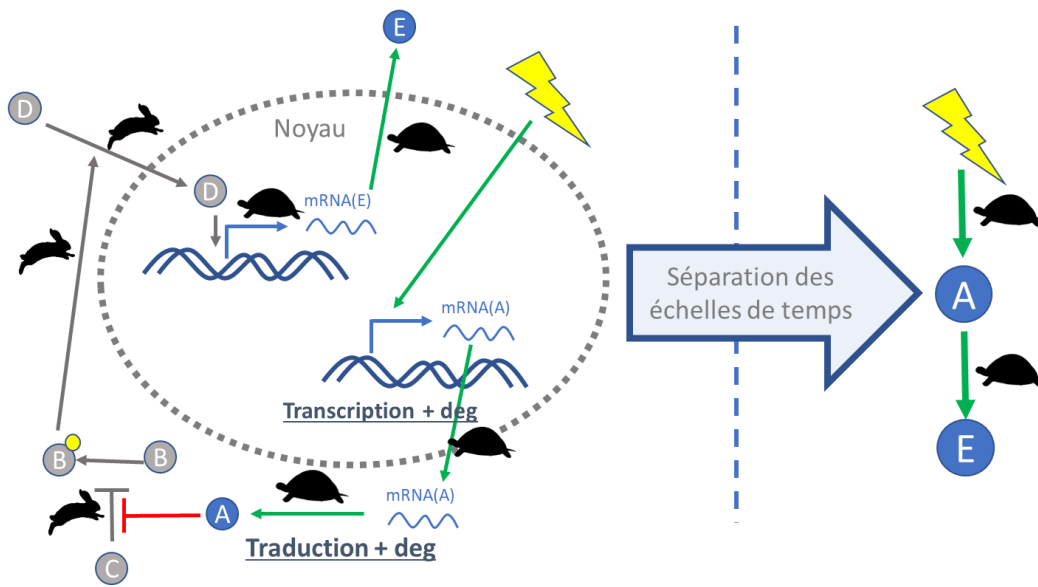 E
D
Noyau
D
mRNA(E)
mRNA(A)
Transcription + deg
B
B
mRNA(A)
A
Traduction + deg
C
Séparation des
échelles de temps
A
E